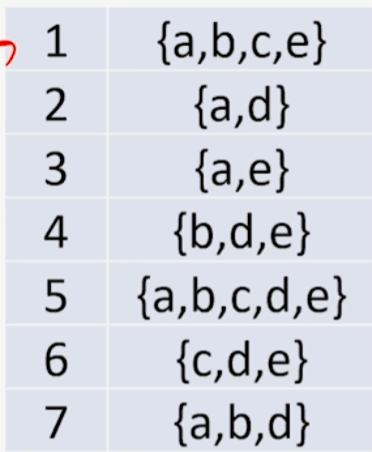 1 {a,b,c,e}
2 {a,d}
3 {a,e}
4 {b,d,e}
5 {a,b,c,d,e}
6 {c,d,e}
7 {a,b,d}